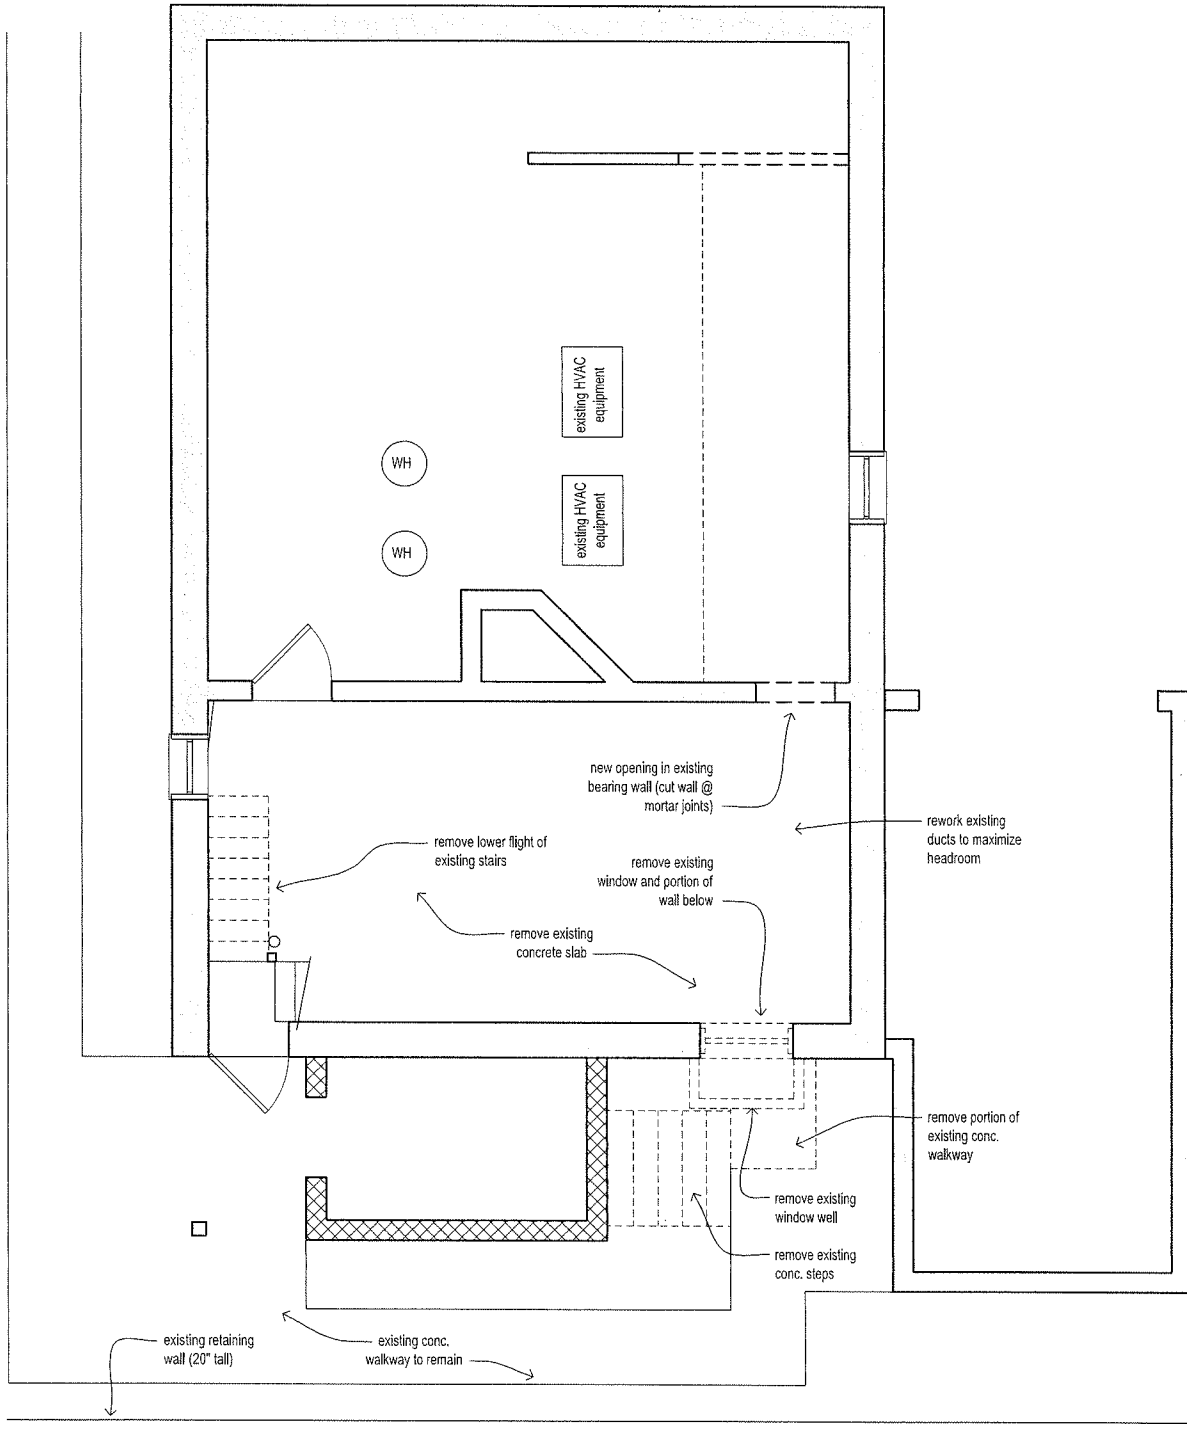 existing HVAC
equipment
WH
existing HVAC
equipment
WH
new opening in existing
bearing wall (cut wall @
mortar joints)
rework existing
ducts to maximize
headroom
remove lower flight of
existing stairs
remove existing
window and portion of
wall below
remove existing
concrete slab
remove portion of
existing conc.
walkway
remove existing
window well
remove existing
conc. steps
existing retaining
wall (20" tall)
existing conc.
walkway to remain